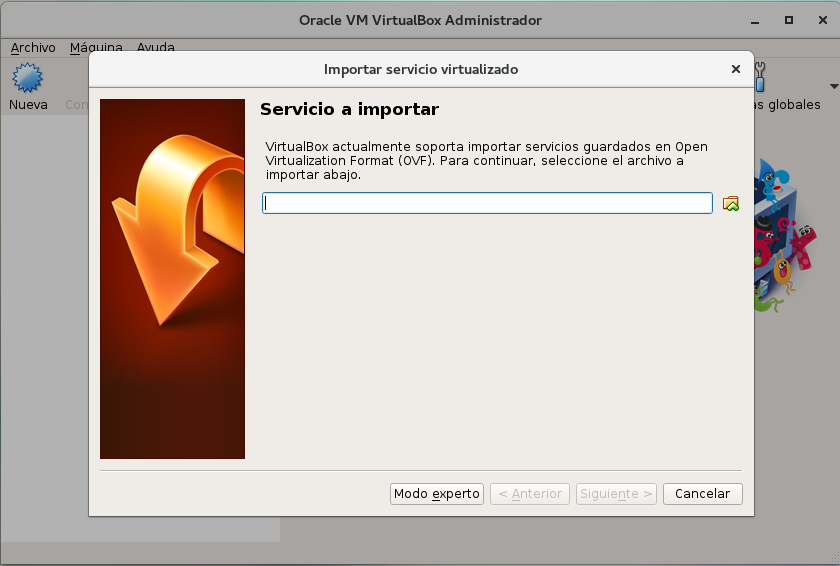 Oracle VM VirtualBox Administrador
Archivo Máquina Ayuda
Importar servicio virtualizado
Nueva
Con
as globales
Servicio a importar
VirtualBox actualmente soporta importar servicios guardados en Open
Virtualization Format (OVF). Para continuar, seleccione el archivo a
importar abajo.
Modo experto < Anterior Siguiente > Cancelar